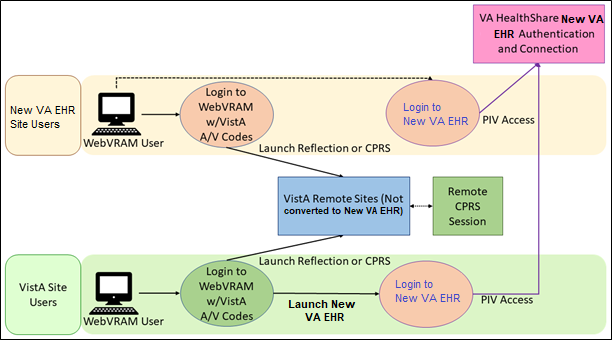 VA HealthShare New VA
EHR Authentication
and Connection
New VA EHR
Site Users
WebVRAM User
Login to
WebVRAM
w/VistA
A/V Codes
Login to
New VA EHR
PIV Access
Launch Reflection or CPRS
VistA Remote Sites (Not
converted to New VA EHR)
Remote
CPRS
Session
Launch Reflection or CPRS
VistA Site
Users
WebVRAM User
Login to
WebVRAM
w/VistA
A/V Codes
Launch New
VA EHR
Login to
New VA EHR
PIV Access